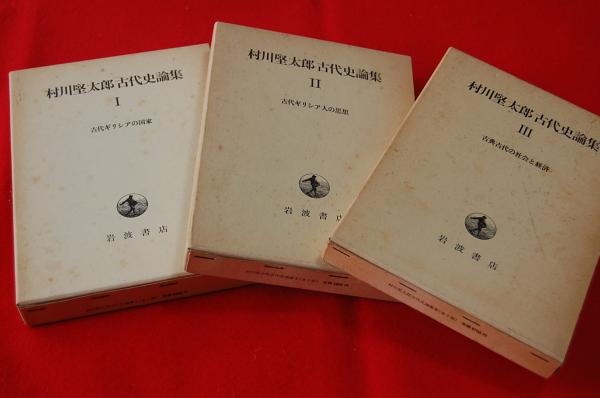 村川堅太郎古代史論集
I
古代ギリシアの国家
岩波書店
村川堅太郎古代史論集
II
古代ギリシア人の思想
岩波書店
村川堅太郎古代史論集
III
古典古代の社会と経済
岩波書店